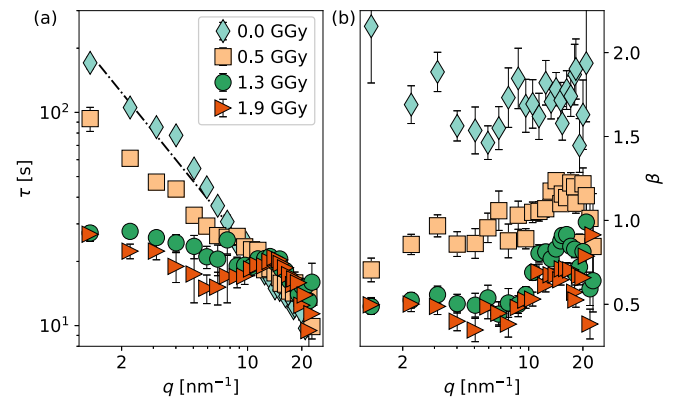 (a)
(b)
0.0 GGy
0.5 GGy
1.3 GGy
1.9 GGy
10²
10¹
τ [s]
2
10
20
q [nm⁻¹]
2
10
20
q [nm⁻¹]
2.0
1.5
1.0
0.5
β